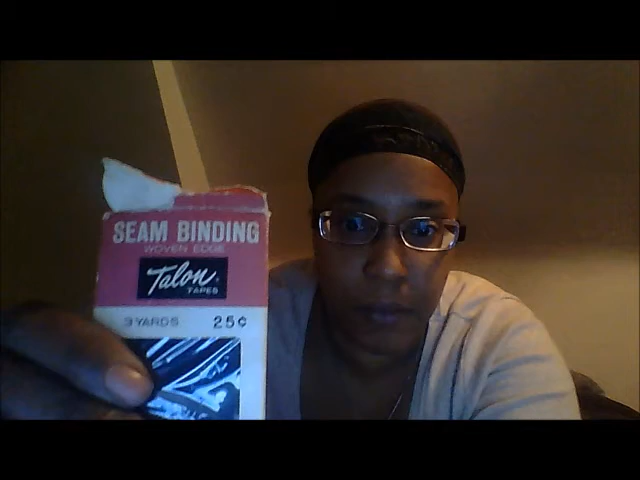 SEAM BINDING
WOVEN EDGE
Talon
TAPES
3 YARDS 25¢